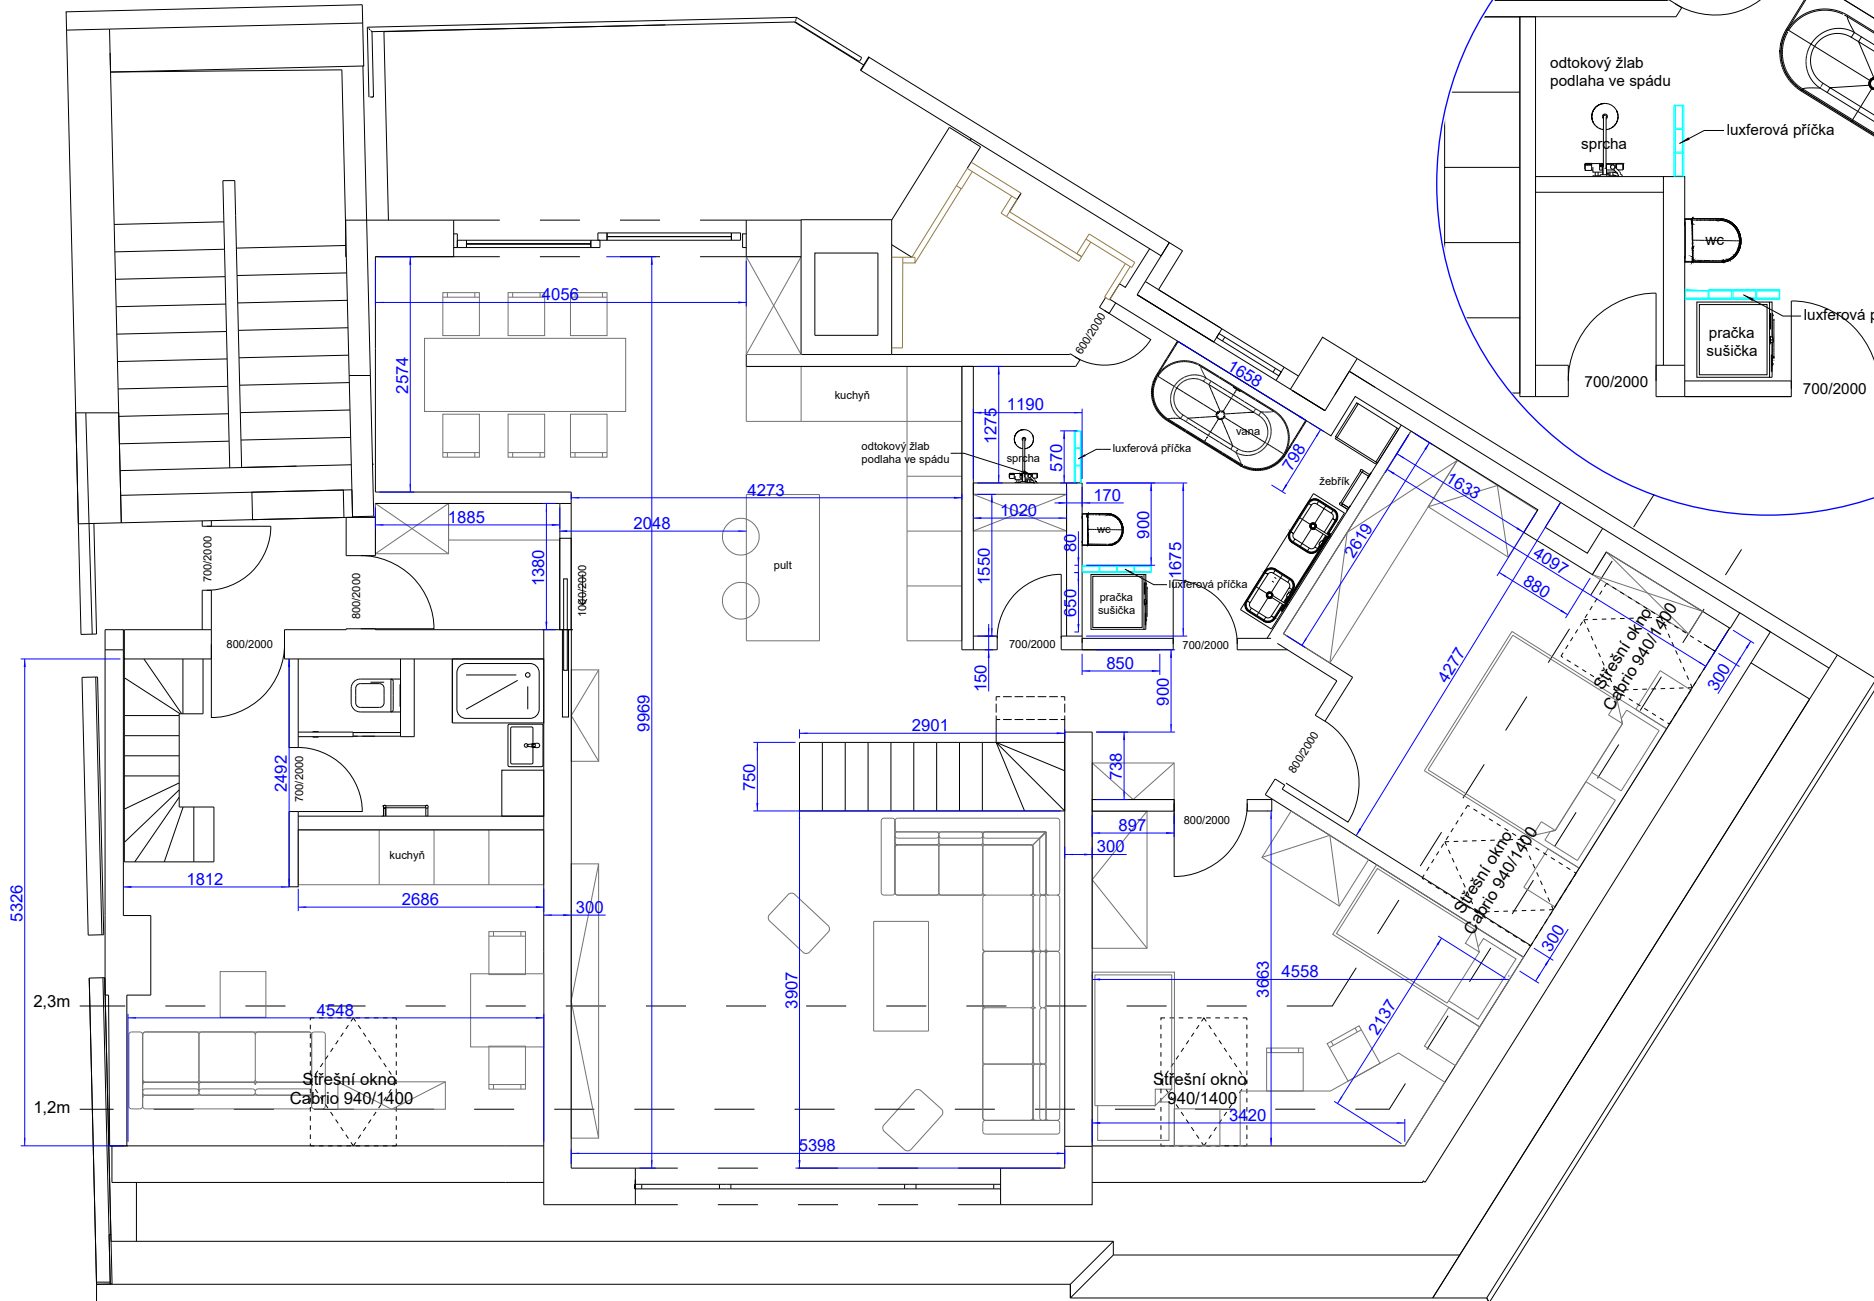 odtokový žlab
podlaha ve spádu
sprcha
luxferová příčka
wc
luxferová p
pračka
sušička
700/2000
700/2000
4056
2574
600/2000
1658
kuchyň
1190
1275
odtokový žlab
podlaha ve spádu
sprcha
570
luxferová příčka
vana
798
žebřík
1633
4273
1020
170
wc
900
2619
4097
1885
2048
80
1675
880
1380
pult
1550
luxferová příčka
700/2000
800/2000
1000/2000
650
pračka
sušička
Střešní okno
Cabrio 940/1400
800/2000
700/2000
700/2000
150
850
900
4277
300
9969
2901
2492
700/2000
750
738
800/2000
897
800/2000
300
kuchyň
5326
1812
2686
300
Střešní okno
Cabrio 940/1400
300
3907
3663
4558
2,3m
4548
2137
Střešní okno
Cabrio 940/1400
Střešní okno
940/1400
1,2m
3420
5398